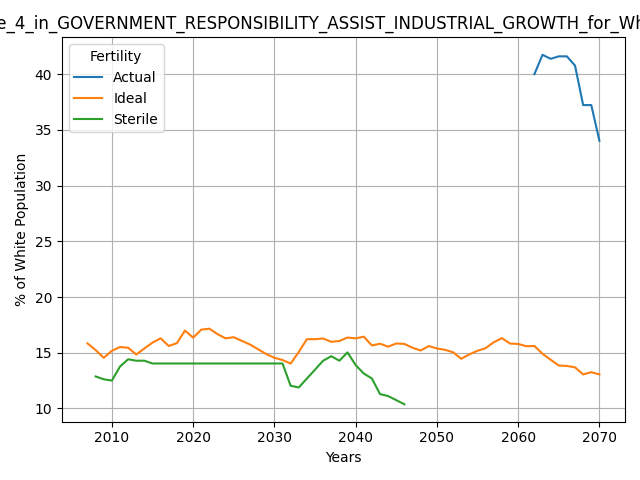 e_4_in_GOVERNMENT_RESPONSIBILITY_ASSIST_INDUSTRIAL_GROWTH_for_Wh
Fertility
Actual
Ideal
Sterile
% of White Population
40
35
30
25
20
15
10
2010 2020 2030 2040 2050 2060 2070
Years